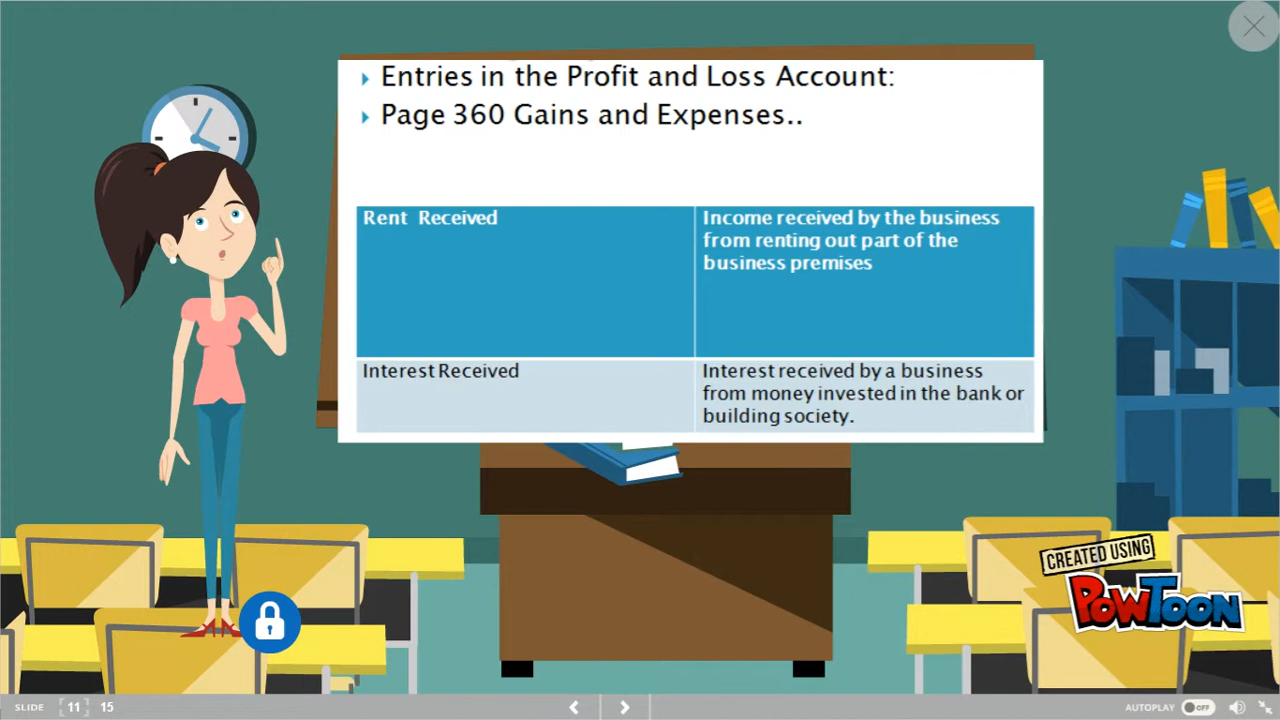 Entries in the Profit and Loss Account:
Page 360 Gains and Expenses..
Rent Received
Income received by the business
from renting out part of the
business premises
Interest Received
Interest received by a business
from money invested in the bank or
building society.
CREATED USING
POWTOON
SLIDE 11 15
AUTOPLAY OFF